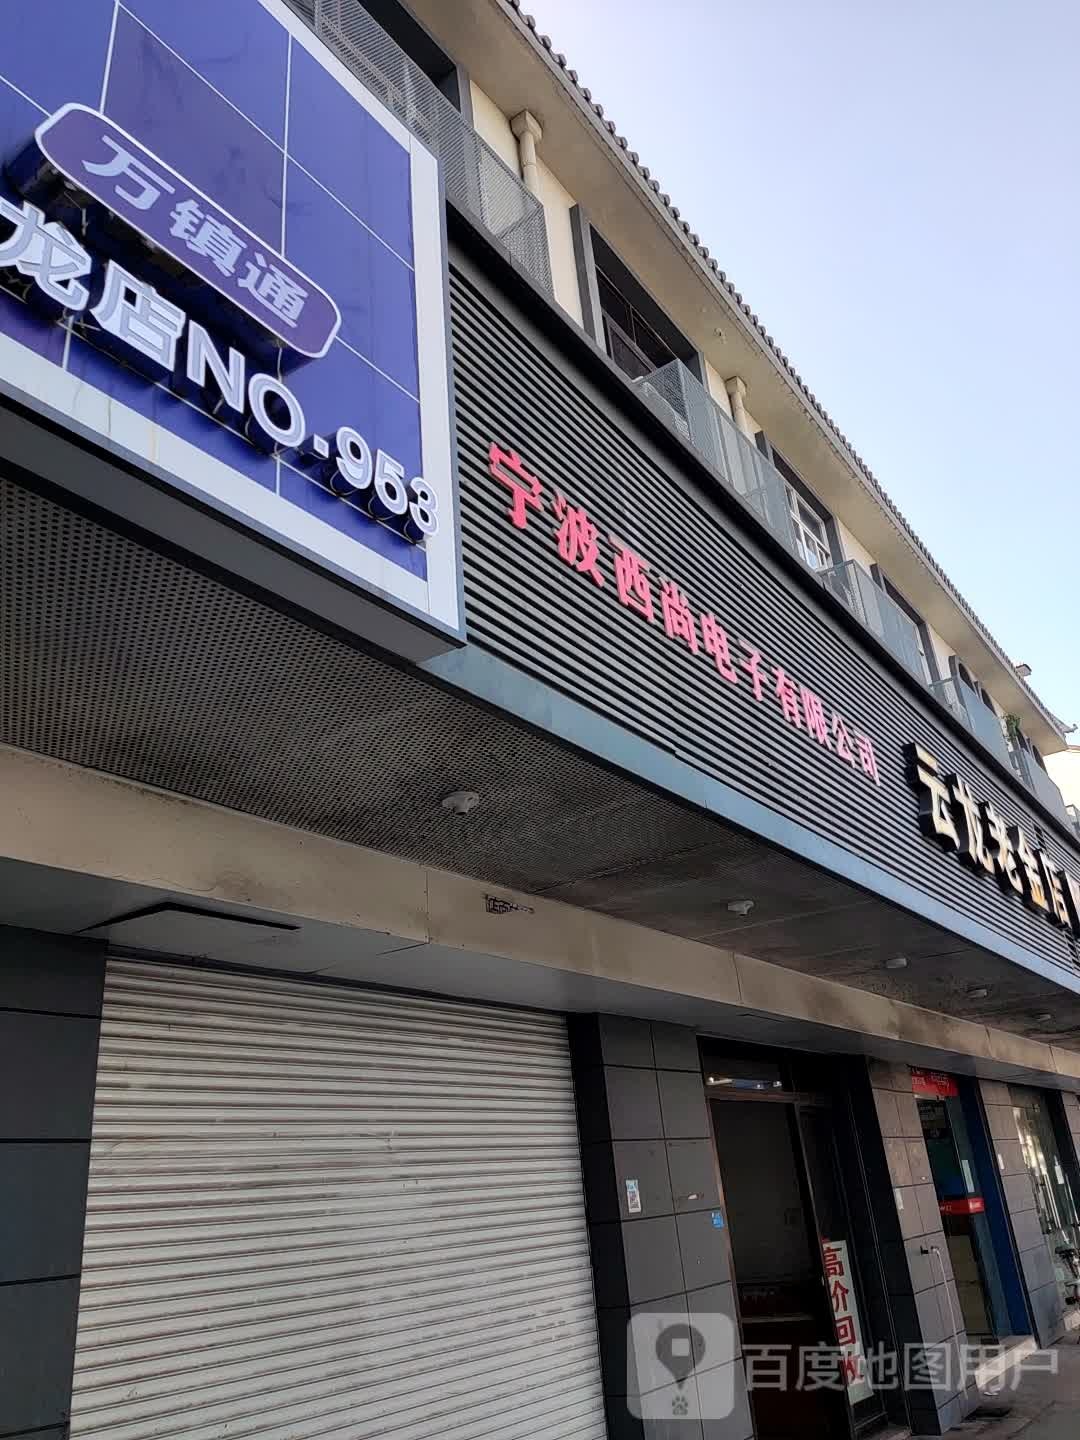 万镇通
龙店NO.953
宁波西尚电子有限公司
云龙老金店
高价回收
百度地图用户